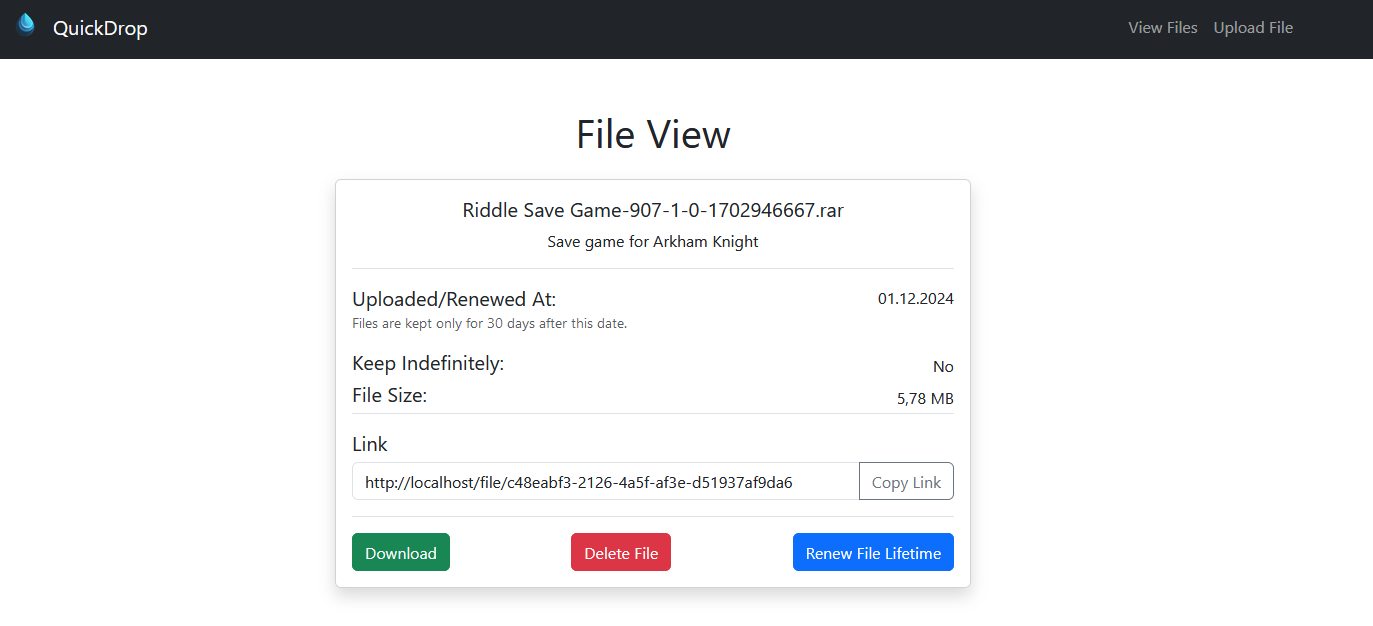 QuickDrop
View Files Upload File
File View
Riddle Save Game-907-1-0-1702946667.rar
Save game for Arkham Knight
Uploaded/Renewed At: 01.12.2024
Files are kept only for 30 days after this date.
Keep Indefinitely: No
File Size: 5,78 MB
Link
http://localhost/file/c48eabf3-2126-4a5f-af3e-d51937af9da6 Copy Link
Download Delete File Renew File Lifetime